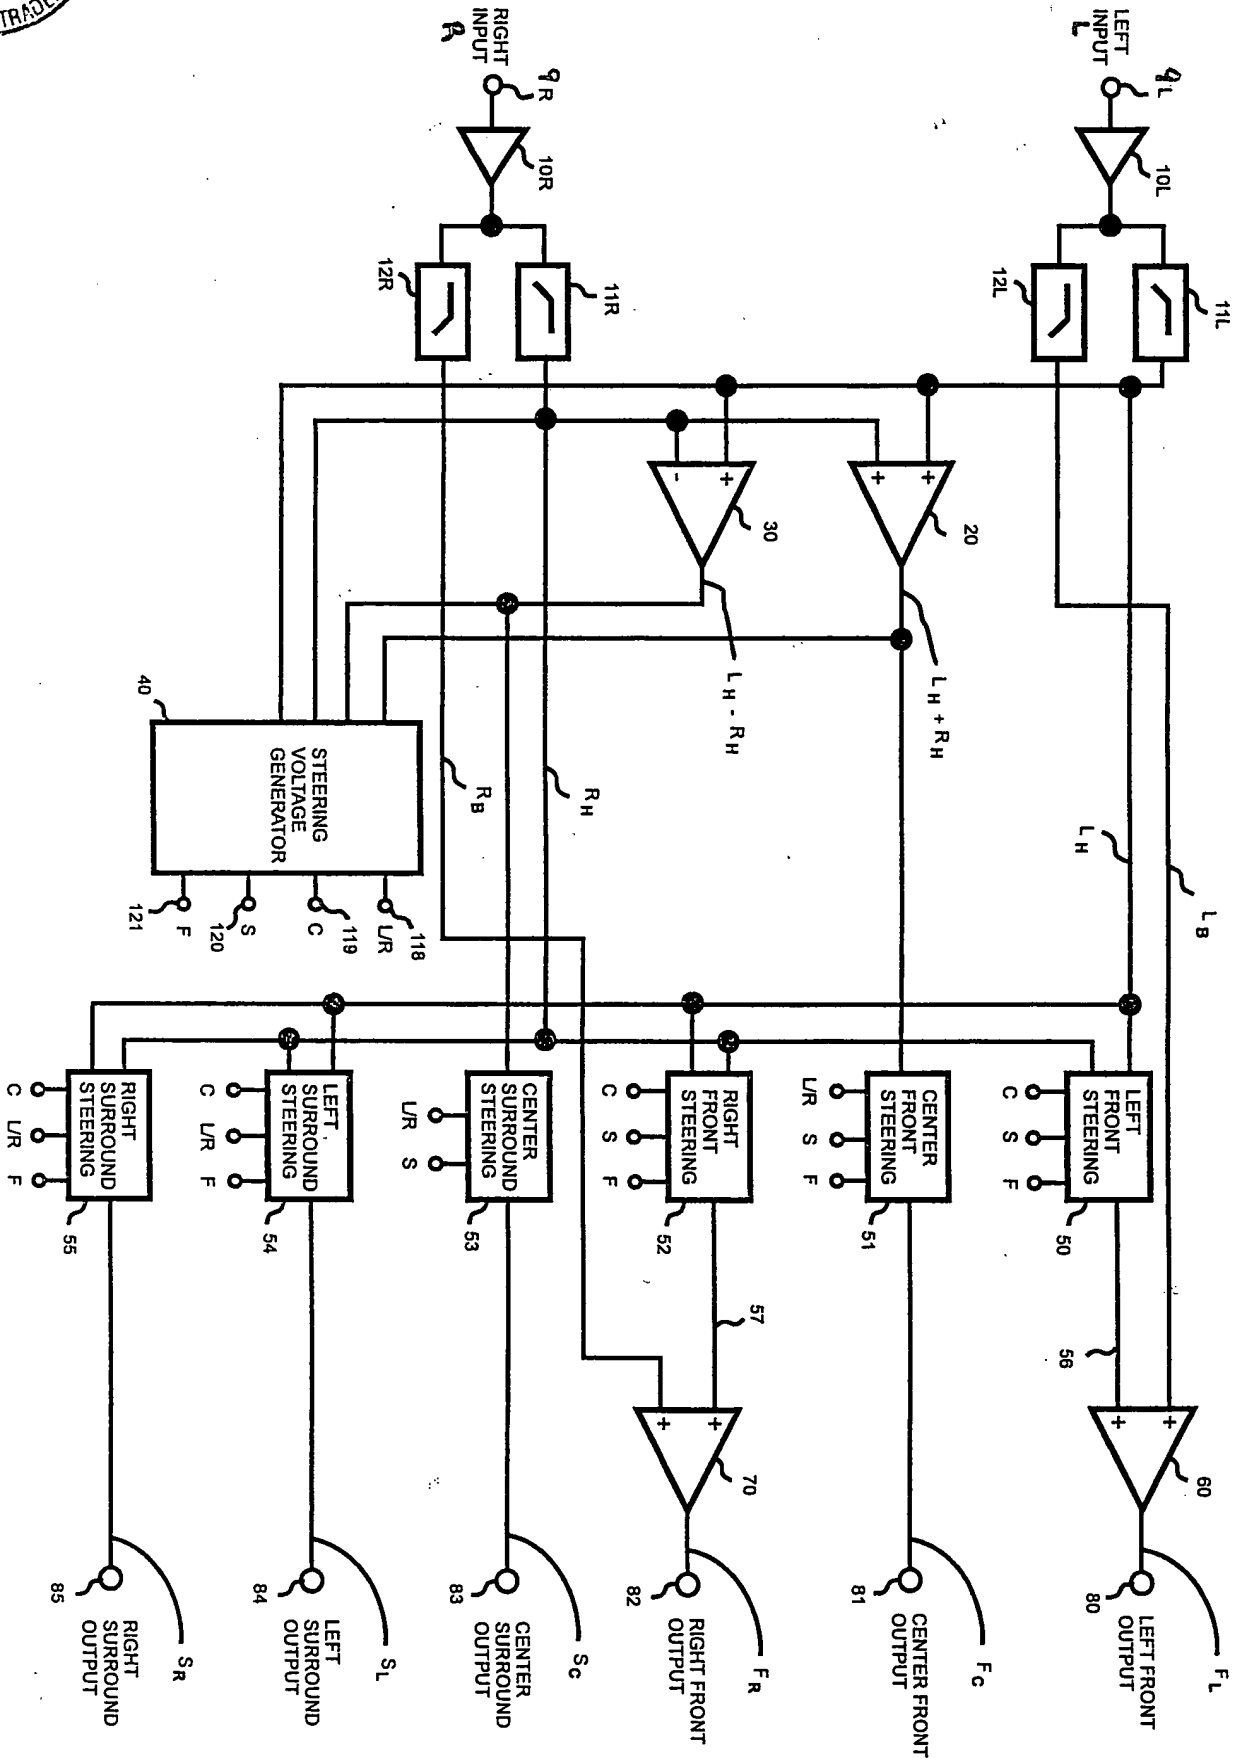 TRADE
LEFT
INPUT
L
9L
10L
11L
12L
RIGHT
INPUT
R
9R
10R
11R
12R
+
+
20
+
-
30
LH + RH
LH - RH
LH
LB
RH
RB
40
STEERING
VOLTAGE
GENERATOR
L/R
118
C
119
S
120
F
121
LEFT
FRONT
STEERING
C
S
F
50
CENTER
FRONT
STEERING
L/R
S
F
51
RIGHT
FRONT
STEERING
C
S
F
52
CENTER
SURROUND
STEERING
L/R
S
53
LEFT
SURROUND
STEERING
C
L/R
F
54
RIGHT
SURROUND
STEERING
C
L/R
F
55
56
57
+
+
60
+
+
70
FL
80
LEFT FRONT
OUTPUT
FC
81
CENTER FRONT
OUTPUT
FR
82
RIGHT FRONT
OUTPUT
SC
83
CENTER
SURROUND
OUTPUT
SL
84
LEFT
SURROUND
OUTPUT
SR
85
RIGHT
SURROUND
OUTPUT